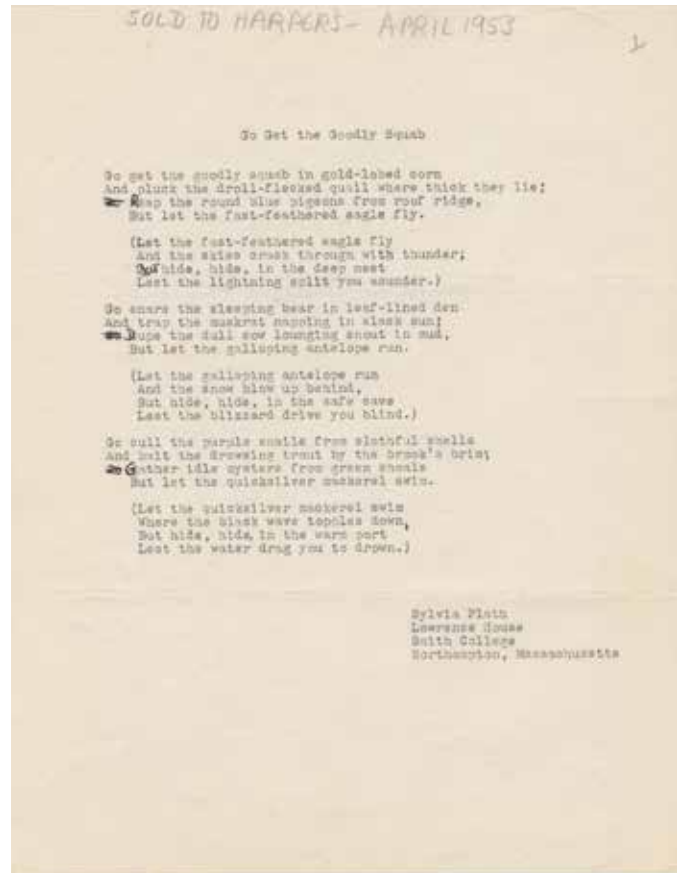 SOLD TO HARPERS - APRIL 1953
1
Go Get the Goodly Squab
Go get the goodly squab in gold-lobed corn
And pluck the droll-flecked quail where thick they lie;
Reap the round blue pigeons from roof ridge,
But let the fast-feathered eagle fly.
(Let the fast-feathered eagle fly
And the skies crack through with thunder;
hide, hide, in the deep nest
Lest the lightning split you asunder.)
Go snare the sleeping bear in leaf-lined den
And trap the muskrat napping in slack sun;
Dupe the dull sow lounging snout in mud,
But let the galloping antelope run.
(Let the galloping antelope run
And the snow blow up behind,
But hide, hide, in the safe cave
Lest the blizzard drive you blind.)
Go cull the purple snails from slothful shells
And bait the drowsing trout by the brook's brim;
Gather idle oysters from green shoals
But let the quicksilver mackerel swim.
(Let the quicksilver mackerel swim
Where the black wave topples down,
But hide, hide, in the warm port
Lest the water drag you to drown.)
Sylvia Plath
Lawrence House
Smith College
Northampton, Massachusetts